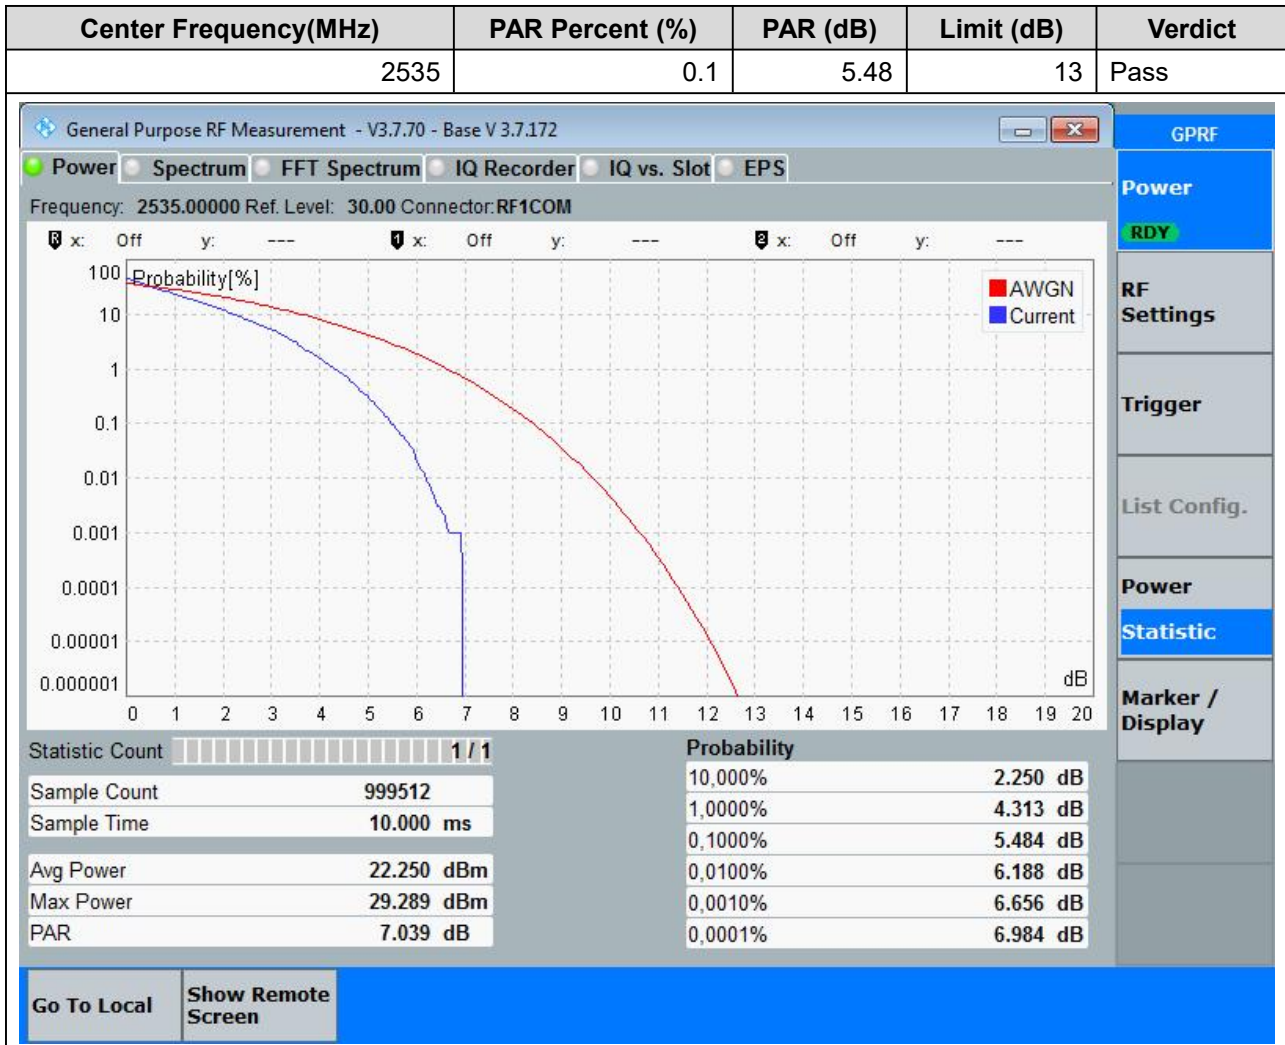 Center Frequency(MHz) PAR Percent (%) PAR (dB) Limit (dB) Verdict
2535 0.1 5.48 13 Pass
General Purpose RF Measurement - V3.7.70 - Base V 3.7.172
GPRF
Power Spectrum FFT Spectrum IQ Recorder IQ vs. Slot EPS
Frequency: 2535.00000 Ref. Level: 30.00 Connector:RF1COM
R x: Off y: --- 1 x: Off y: --- 2 x: Off y: ---
Probability[%]
100
10
1
0.1
0.01
0.001
0.0001
0.00001
0.000001
AWGN
Current
dB
0 1 2 3 4 5 6 7 8 9 10 11 12 13 14 15 16 17 18 19 20
Statistic Count 1 / 1
Sample Count 999512
Sample Time 10.000 ms
Avg Power 22.250 dBm
Max Power 29.289 dBm
PAR 7.039 dB
Probability
10,000% 2.250 dB
1,0000% 4.313 dB
0,1000% 5.484 dB
0,0100% 6.188 dB
0,0010% 6.656 dB
0,0001% 6.984 dB
Power
RDY
RF
Settings
Trigger
List Config.
Power
Statistic
Marker /
Display
Go To Local
Show Remote
Screen